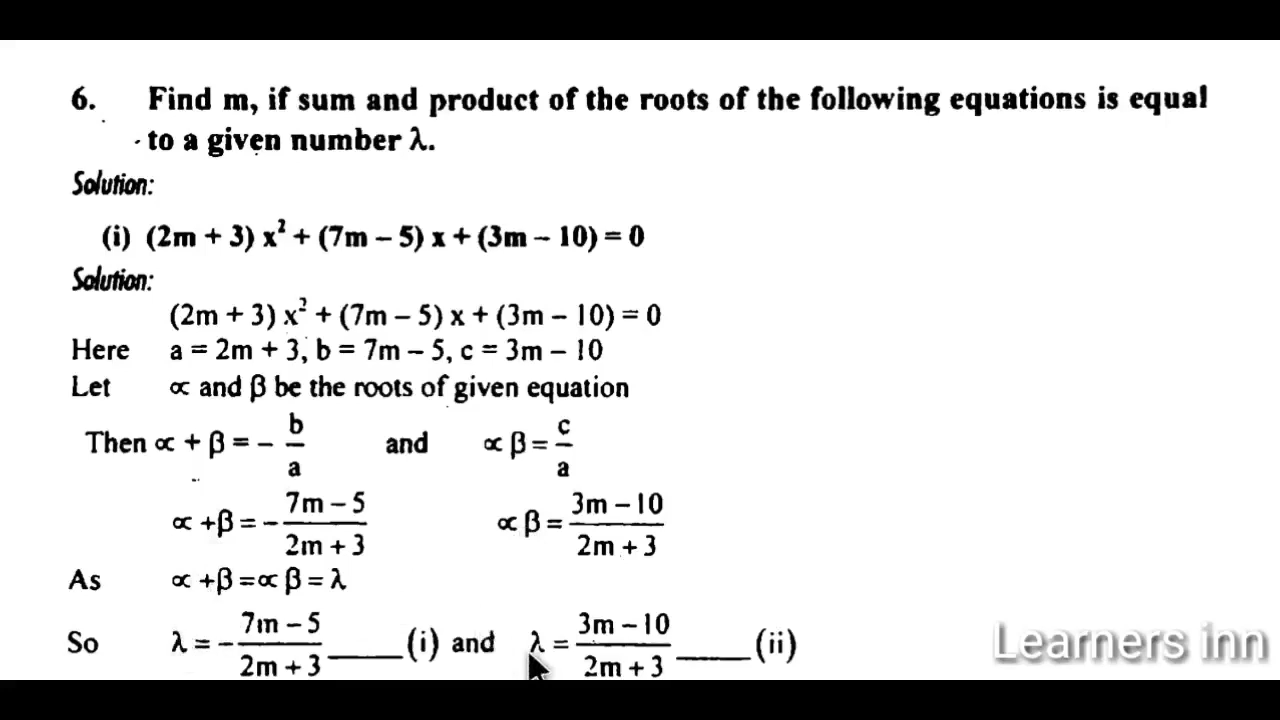 6. Find m, if sum and product of the roots of the following equations is equal
to a given number λ.
Solution:
(i) (2m + 3) x² + (7m – 5) x + (3m – 10) = 0
Solution:
(2m + 3) x² + (7m – 5) x + (3m – 10) = 0
Here a = 2m + 3, b = 7m – 5, c = 3m – 10
Let ∝ and β be the roots of given equation
Then ∝ + β = – b/a and ∝ β = c/a
∝ +β = – (7m – 5)/(2m + 3) ∝ β = (3m – 10)/(2m + 3)
As ∝ +β =∝ β = λ
So λ = – (7m – 5)/(2m + 3) _____ (i) and λ = (3m – 10)/(2m + 3) _____ (ii)
Learners inn